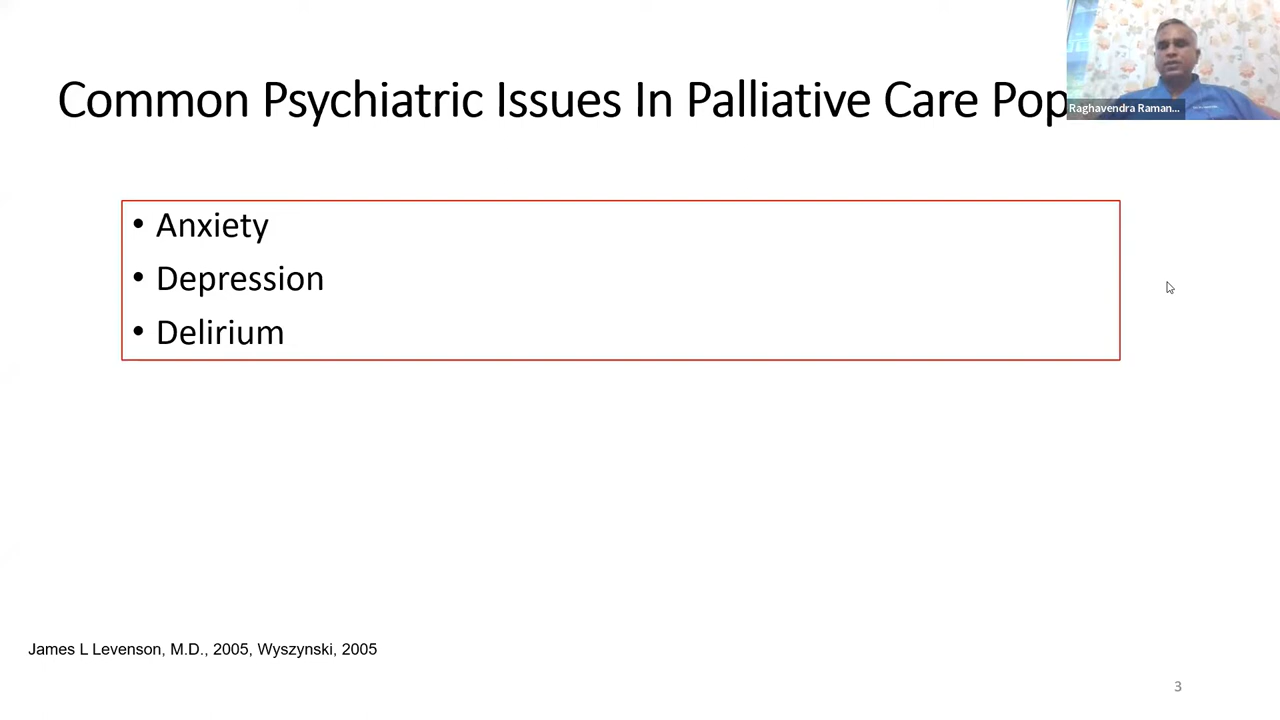 Common Psychiatric Issues In Palliative Care Pop
Raghavendra Raman...
• Anxiety
• Depression
• Delirium
James L Levenson, M.D., 2005, Wyszynski, 2005
3